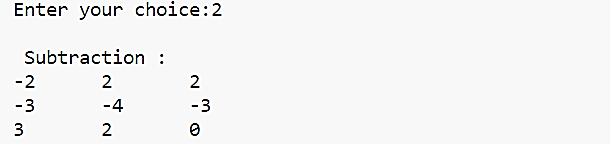 Enter your choice:2
Subtraction :
-2 2 2
-3 -4 -3
3 2 0